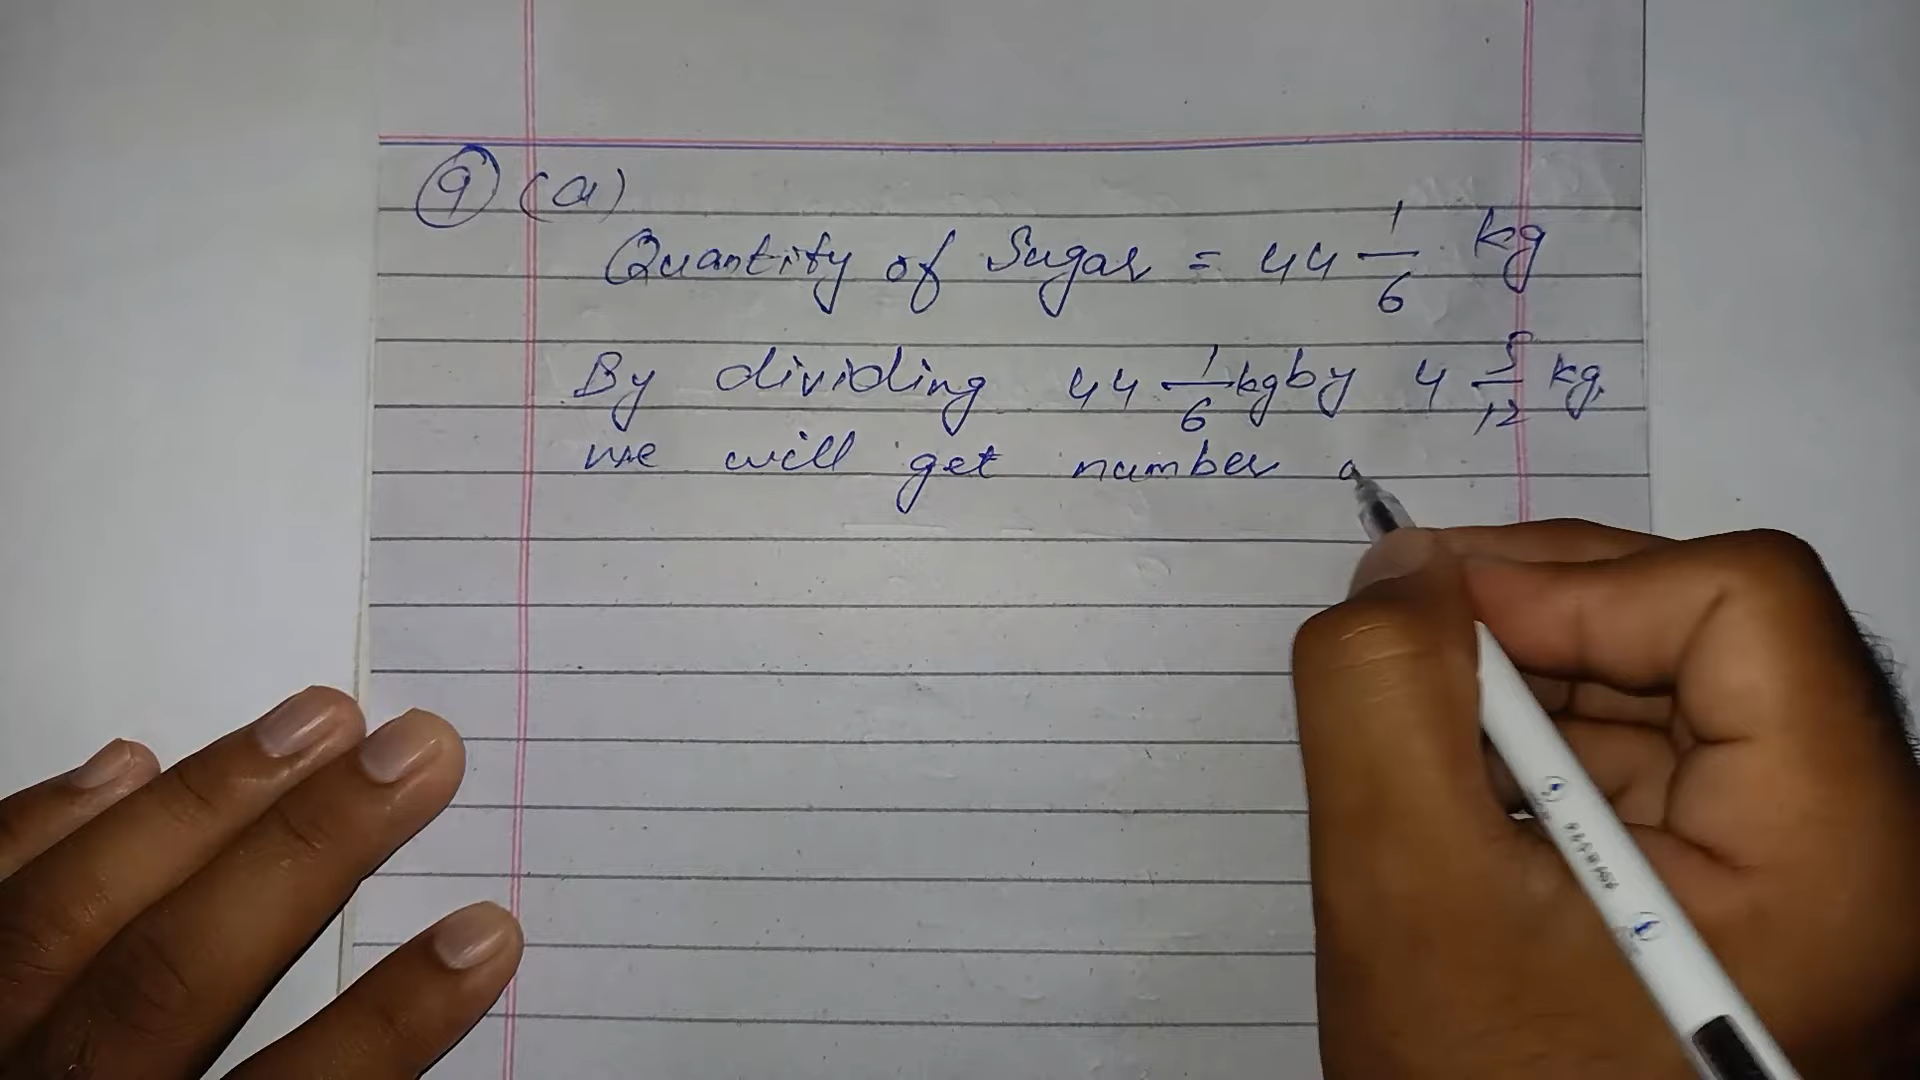 9 (a)
Quantity of Sugar = 44 1/6 kg
By dividing 44 1/6 kg by 4 5/12 kg,
we will get number